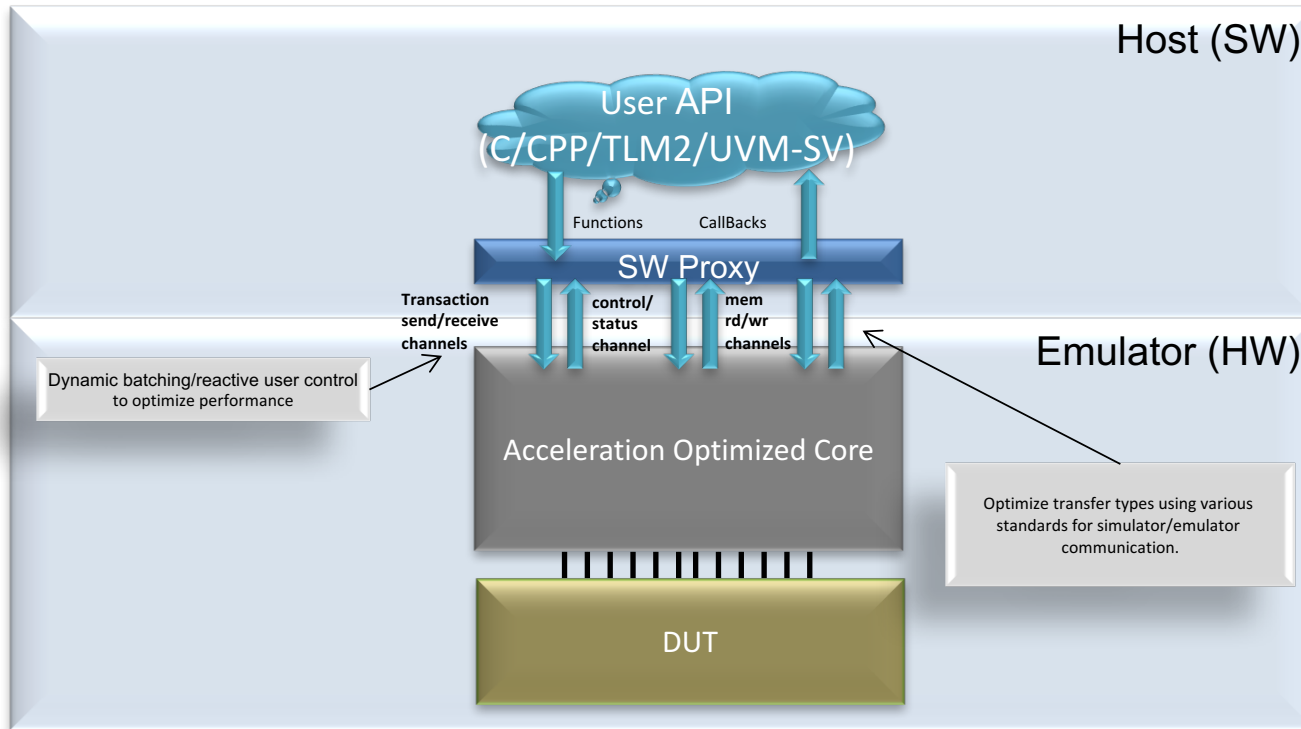 Host (SW)
User API
(C/CPP/TLM2/UVM-SV)
Functions
CallBacks
SW Proxy
Transaction
send/receive
channels
control/
status
channel
mem
rd/wr
channels
Emulator (HW)
Dynamic batching/reactive user control
to optimize performance
Acceleration Optimized Core
Optimize transfer types using various
standards for simulator/emulator
communication.
DUT